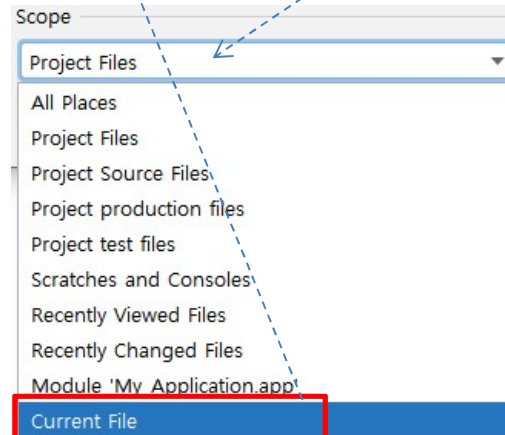 Scope
Project Files
All Places
Project Files
Project Source Files
Project production files
Project test files
Scratches and Consoles
Recently Viewed Files
Recently Changed Files
Module 'My Application.app'
Current File